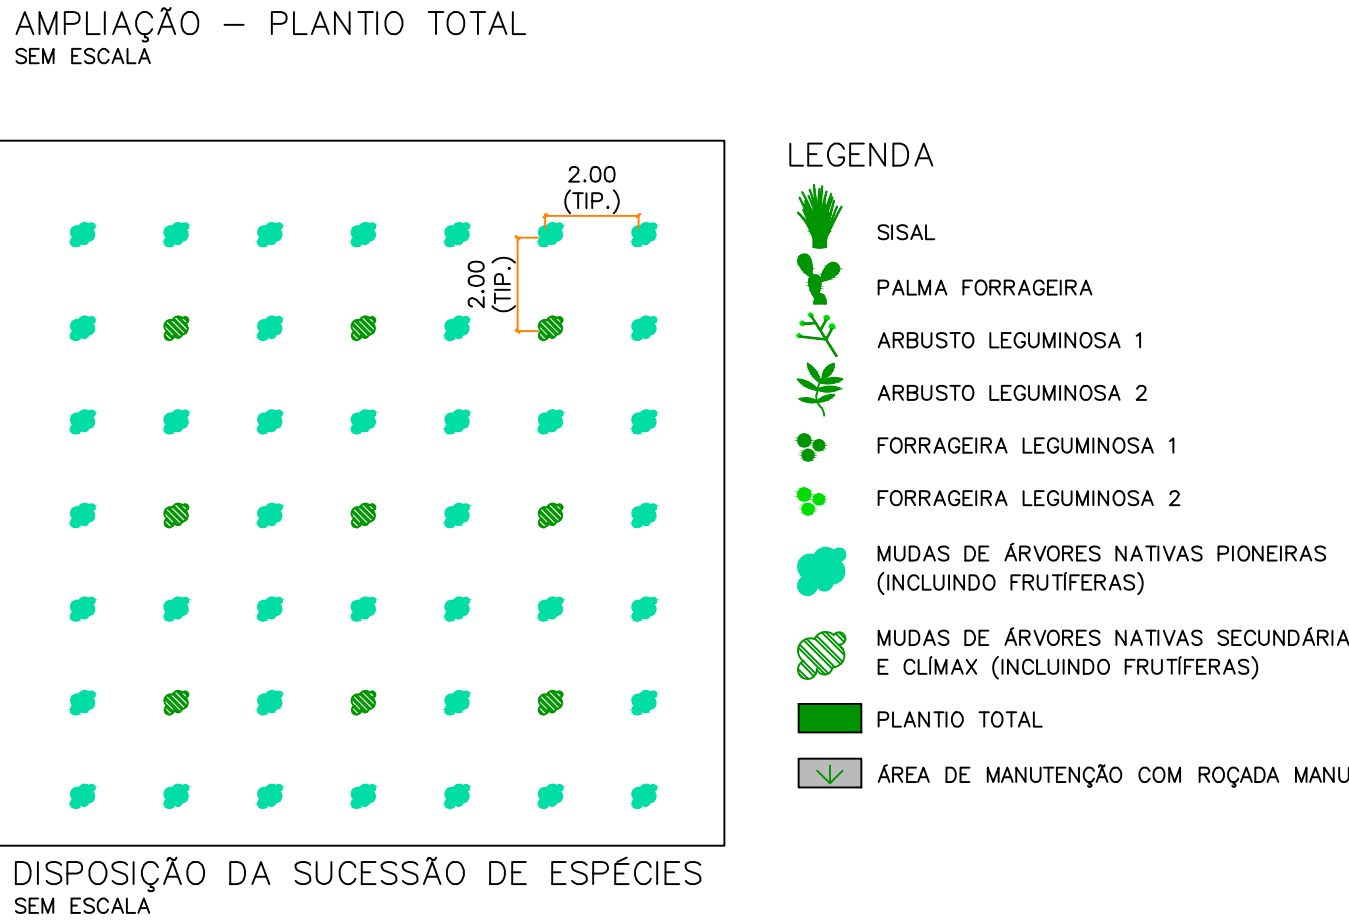 AMPLIAÇÃO – PLANTIO TOTAL
SEM ESCALA
2.00
(TIP.)
2.00
(TIP.)
LEGENDA
SISAL
PALMA FORRAGEIRA
ARBUSTO LEGUMINOSA 1
ARBUSTO LEGUMINOSA 2
FORRAGEIRA LEGUMINOSA 1
FORRAGEIRA LEGUMINOSA 2
MUDAS DE ÁRVORES NATIVAS PIONEIRAS
(INCLUINDO FRUTÍFERAS)
MUDAS DE ÁRVORES NATIVAS SECUNDÁRIA
E CLÍMAX (INCLUINDO FRUTÍFERAS)
PLANTIO TOTAL
ÁREA DE MANUTENÇÃO COM ROÇADA MANU
DISPOSIÇÃO DA SUCESSÃO DE ESPÉCIES
SEM ESCALA